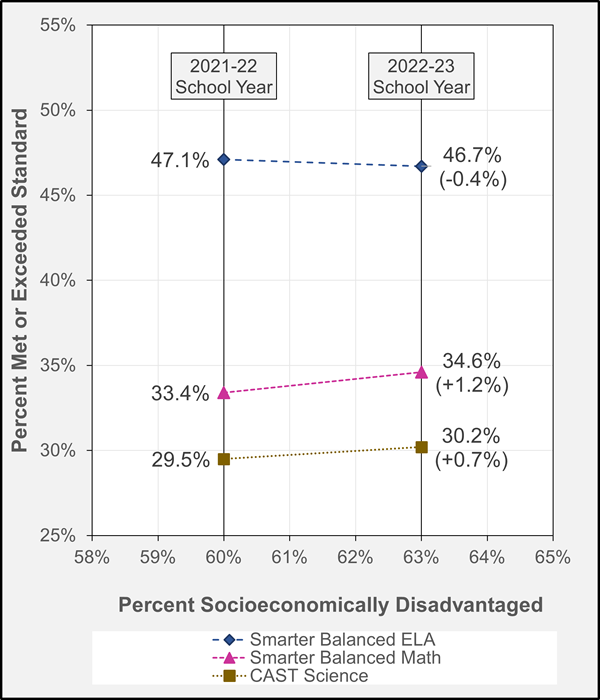 55%
50%
45%
40%
35%
30%
25%
Percent Met or Exceeded Standard
2021-22
School Year
2022-23
School Year
47.1%
46.7%
(-0.4%)
33.4%
34.6%
(+1.2%)
29.5%
30.2%
(+0.7%)
58% 59% 60% 61% 62% 63% 64% 65%
Percent Socioeconomically Disadvantaged
Smarter Balanced ELA
Smarter Balanced Math
CAST Science